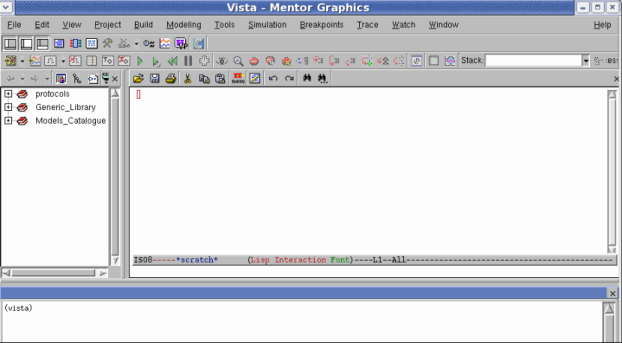 Vista - Mentor Graphics
File Edit View Project Build Modeling Tools Simulation Breakpoints Trace Watch Window Help
Stack:
protocols
Generic_Library
Models_Catalogue
XE
ISO8-----*scratch* (Lisp Interaction Font)----L1--All--------------------------------------------------
(vista)